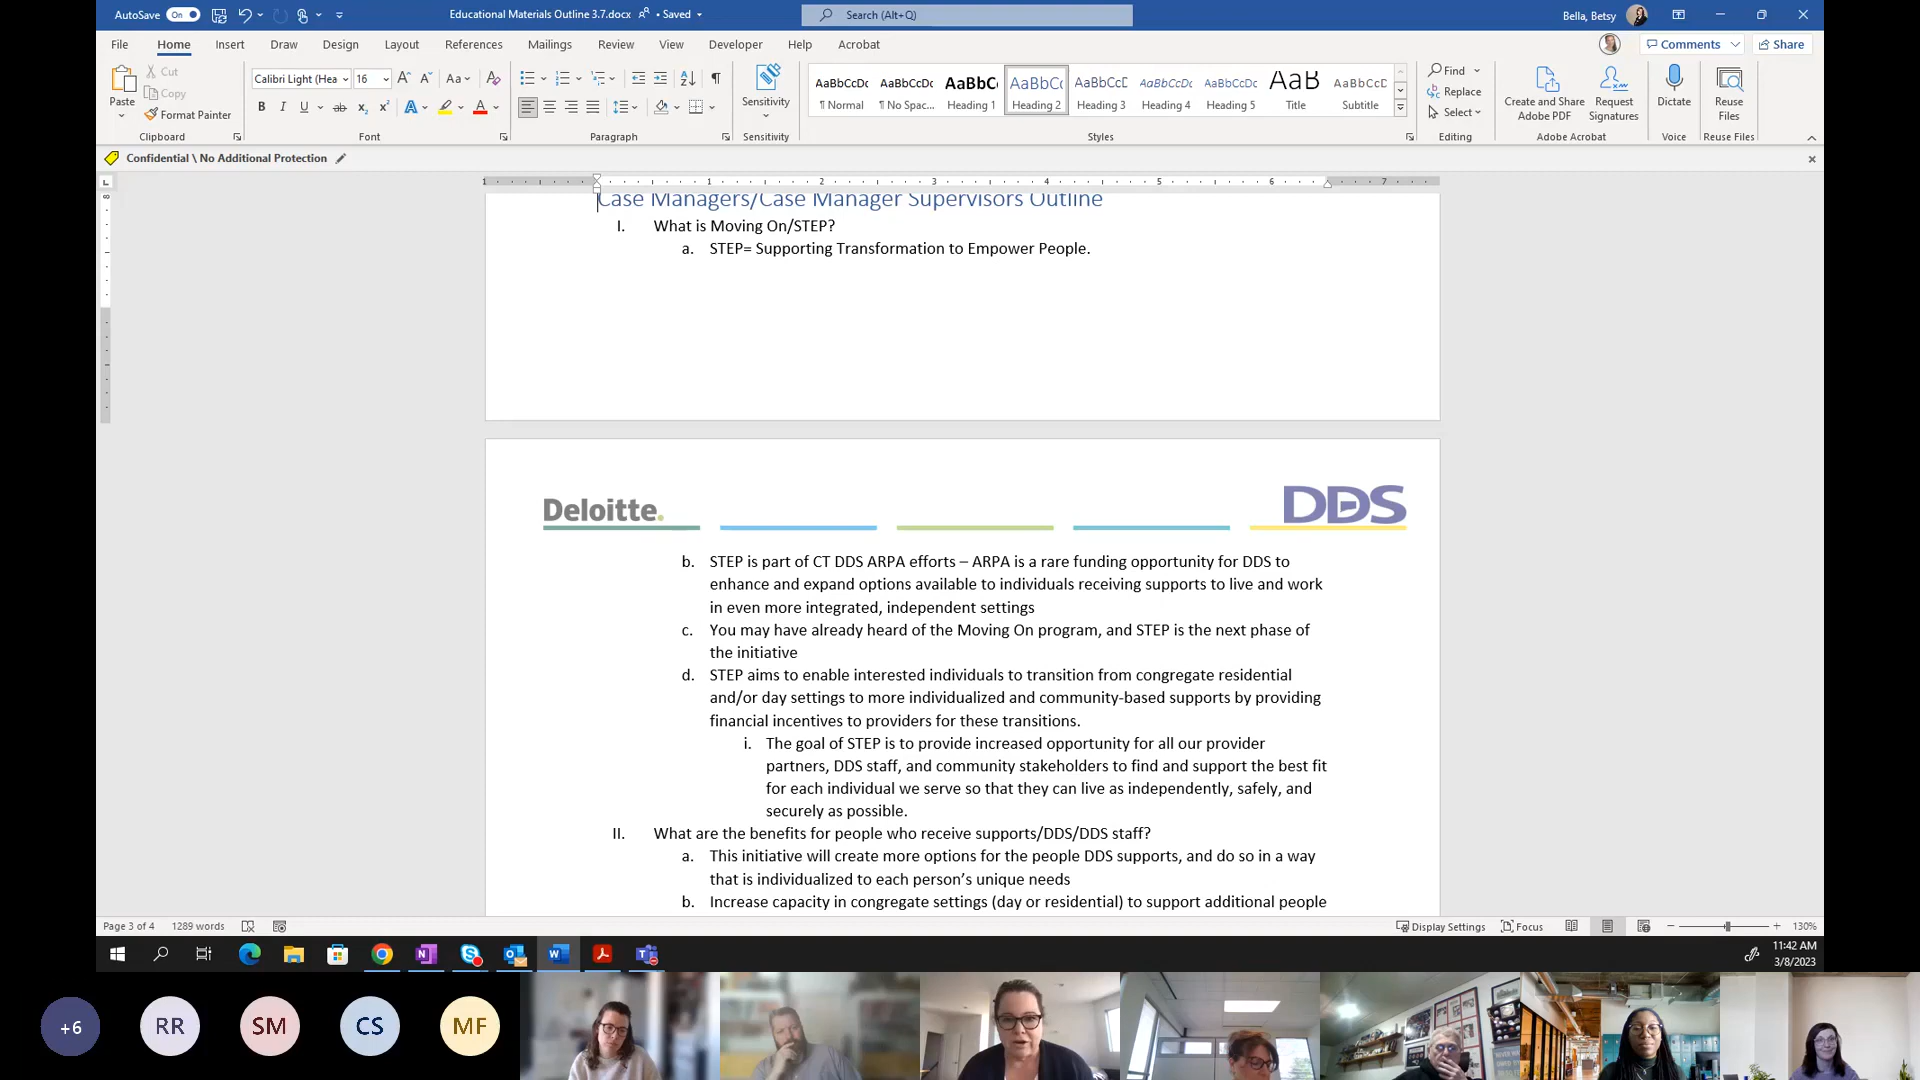 AutoSave On Educational Materials Outline 3.7.docx • Saved Search (Alt+Q) Bella, Betsy
File Home Insert Draw Design Layout References Mailings Review View Developer Help Acrobat Comments Share
Paste Cut Copy Format Painter Clipboard
Calibri Light (Hea 16 Font
Paragraph
Sensitivity Sensitivity
AaBbCcDc ¶ Normal
AaBbCcDc ¶ No Spac...
AaBbC Heading 1
AaBbC Heading 2
AaBbCcD Heading 3
AaBbCcDc Heading 4
AaBbCcDc Heading 5
AaB Title
AaBbCcD Subtitle
Styles
Find Replace Select Editing
Create and Share Adobe PDF Request Signatures Adobe Acrobat
Dictate Voice
Reuse Files Reuse Files
Confidential \ No Additional Protection
1 1 2 3 4 5 6 7
Case Managers/Case Manager Supervisors Outline
I. What is Moving On/STEP?
a. STEP= Supporting Transformation to Empower People.
Deloitte. DDS
b. STEP is part of CT DDS ARPA efforts – ARPA is a rare funding opportunity for DDS to
enhance and expand options available to individuals receiving supports to live and work
in even more integrated, independent settings
c. You may have already heard of the Moving On program, and STEP is the next phase of
the initiative
d. STEP aims to enable interested individuals to transition from congregate residential
and/or day settings to more individualized and community-based supports by providing
financial incentives to providers for these transitions.
i. The goal of STEP is to provide increased opportunity for all our provider
partners, DDS staff, and community stakeholders to find and support the best fit
for each individual we serve so that they can live as independently, safely, and
securely as possible.
II. What are the benefits for people who receive supports/DDS/DDS staff?
a. This initiative will create more options for the people DDS supports, and do so in a way
that is individualized to each person’s unique needs
b. Increase capacity in congregate settings (day or residential) to support additional people
Page 3 of 4 1289 words Display Settings Focus 130%
11:42 AM
3/8/2023
+6 RR SM CS MF